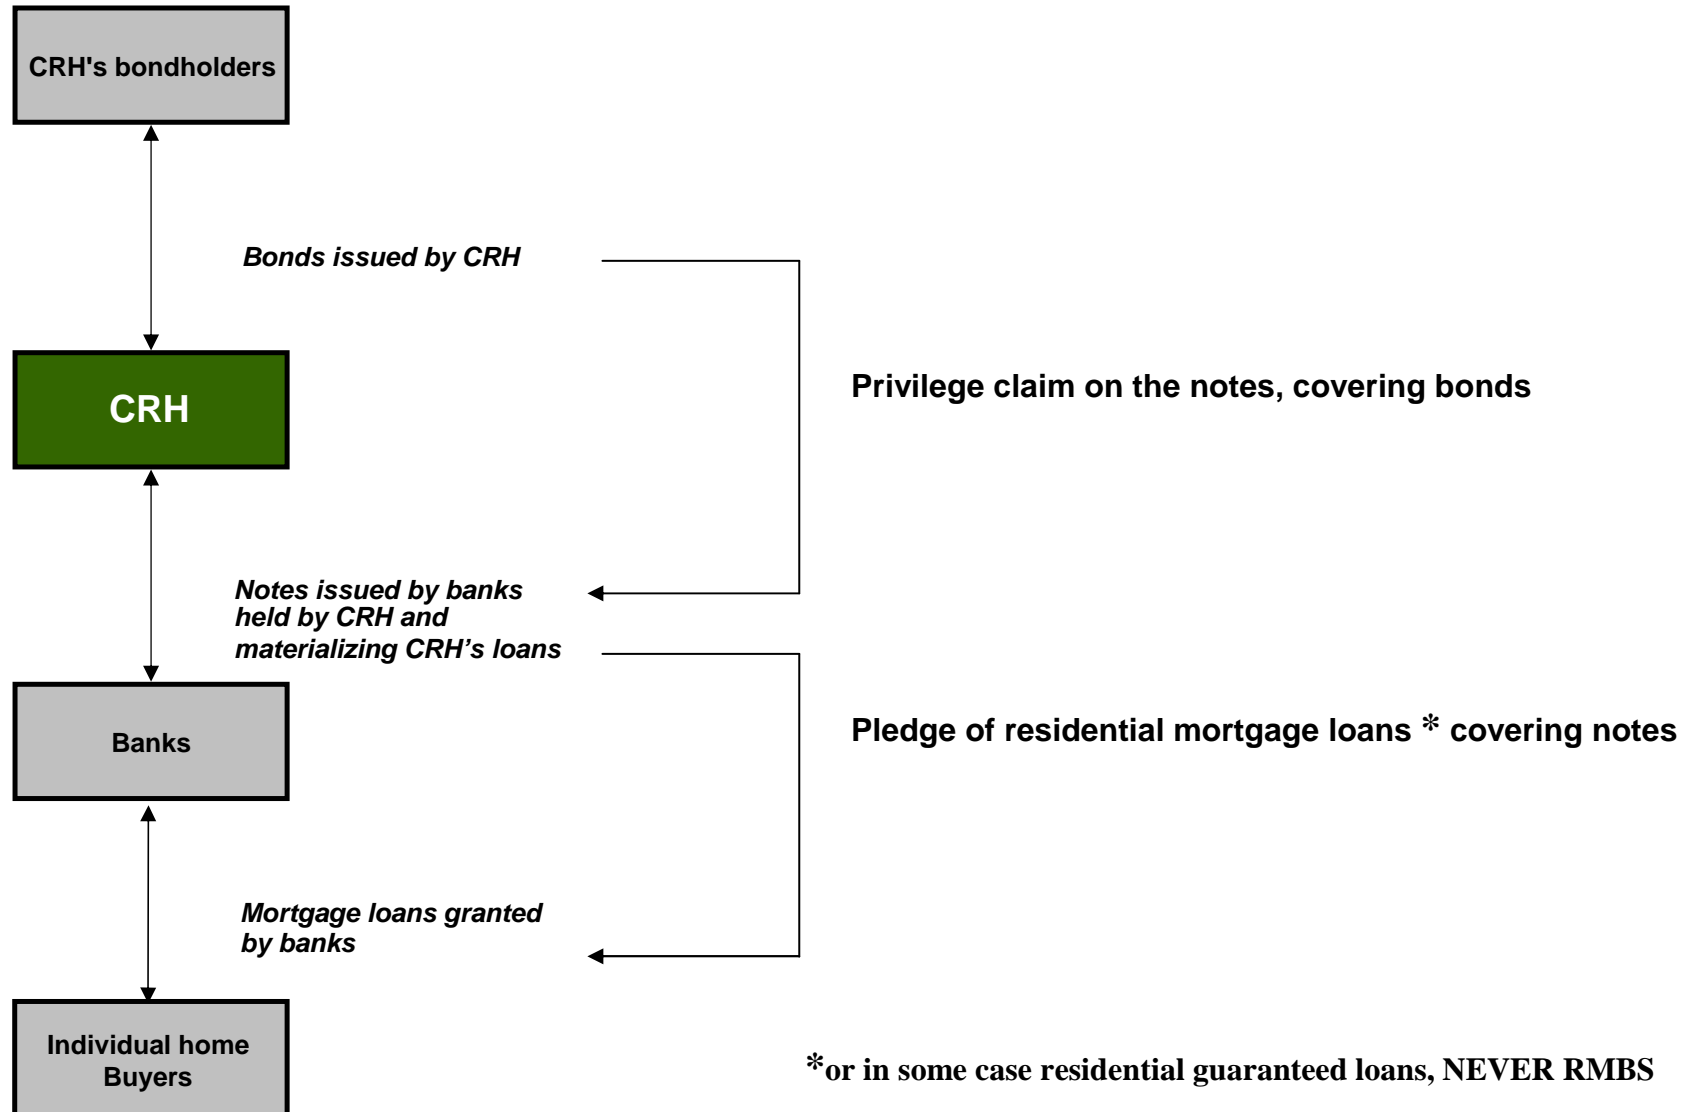 CRH's bondholders
Bonds issued by CRH
CRH
Privilege claim on the notes, covering bonds
Notes issued by banks
held by CRH and
materializing CRH’s loans
Banks
Pledge of residential mortgage loans * covering notes
Mortgage loans granted
by banks
Individual home
Buyers
*or in some case residential guaranteed loans, NEVER RMBS